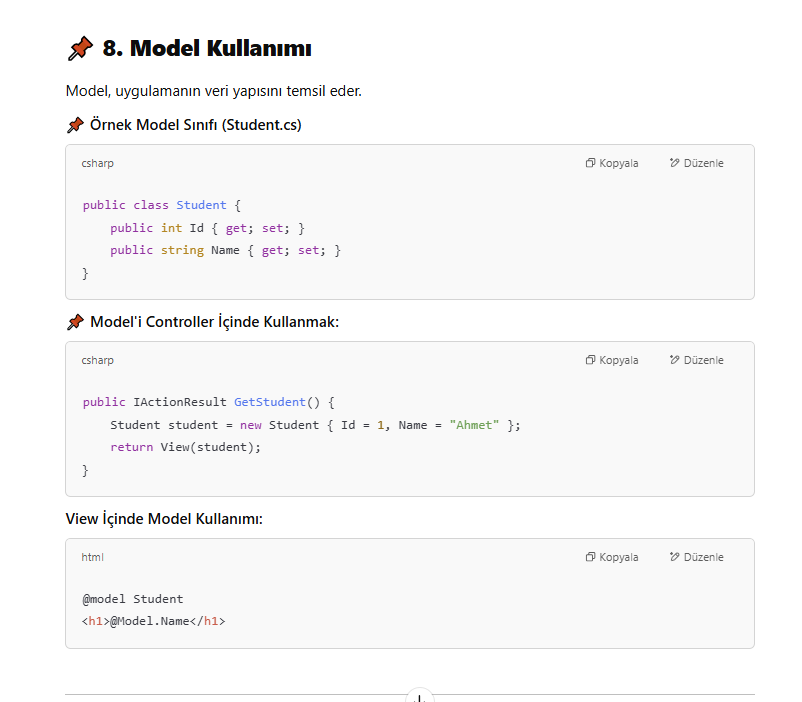 📌 8. Model Kullanımı
Model, uygulamanın veri yapısını temsil eder.
📌 Örnek Model Sınıfı (Student.cs)
csharp Kopyala Düzenle
public class Student {
    public int Id { get; set; }
    public string Name { get; set; }
}
📌 Model'i Controller İçinde Kullanmak:
csharp Kopyala Düzenle
public IActionResult GetStudent() {
    Student student = new Student { Id = 1, Name = "Ahmet" };
    return View(student);
}
View İçinde Model Kullanımı:
html Kopyala Düzenle
@model Student
<h1>@Model.Name</h1>